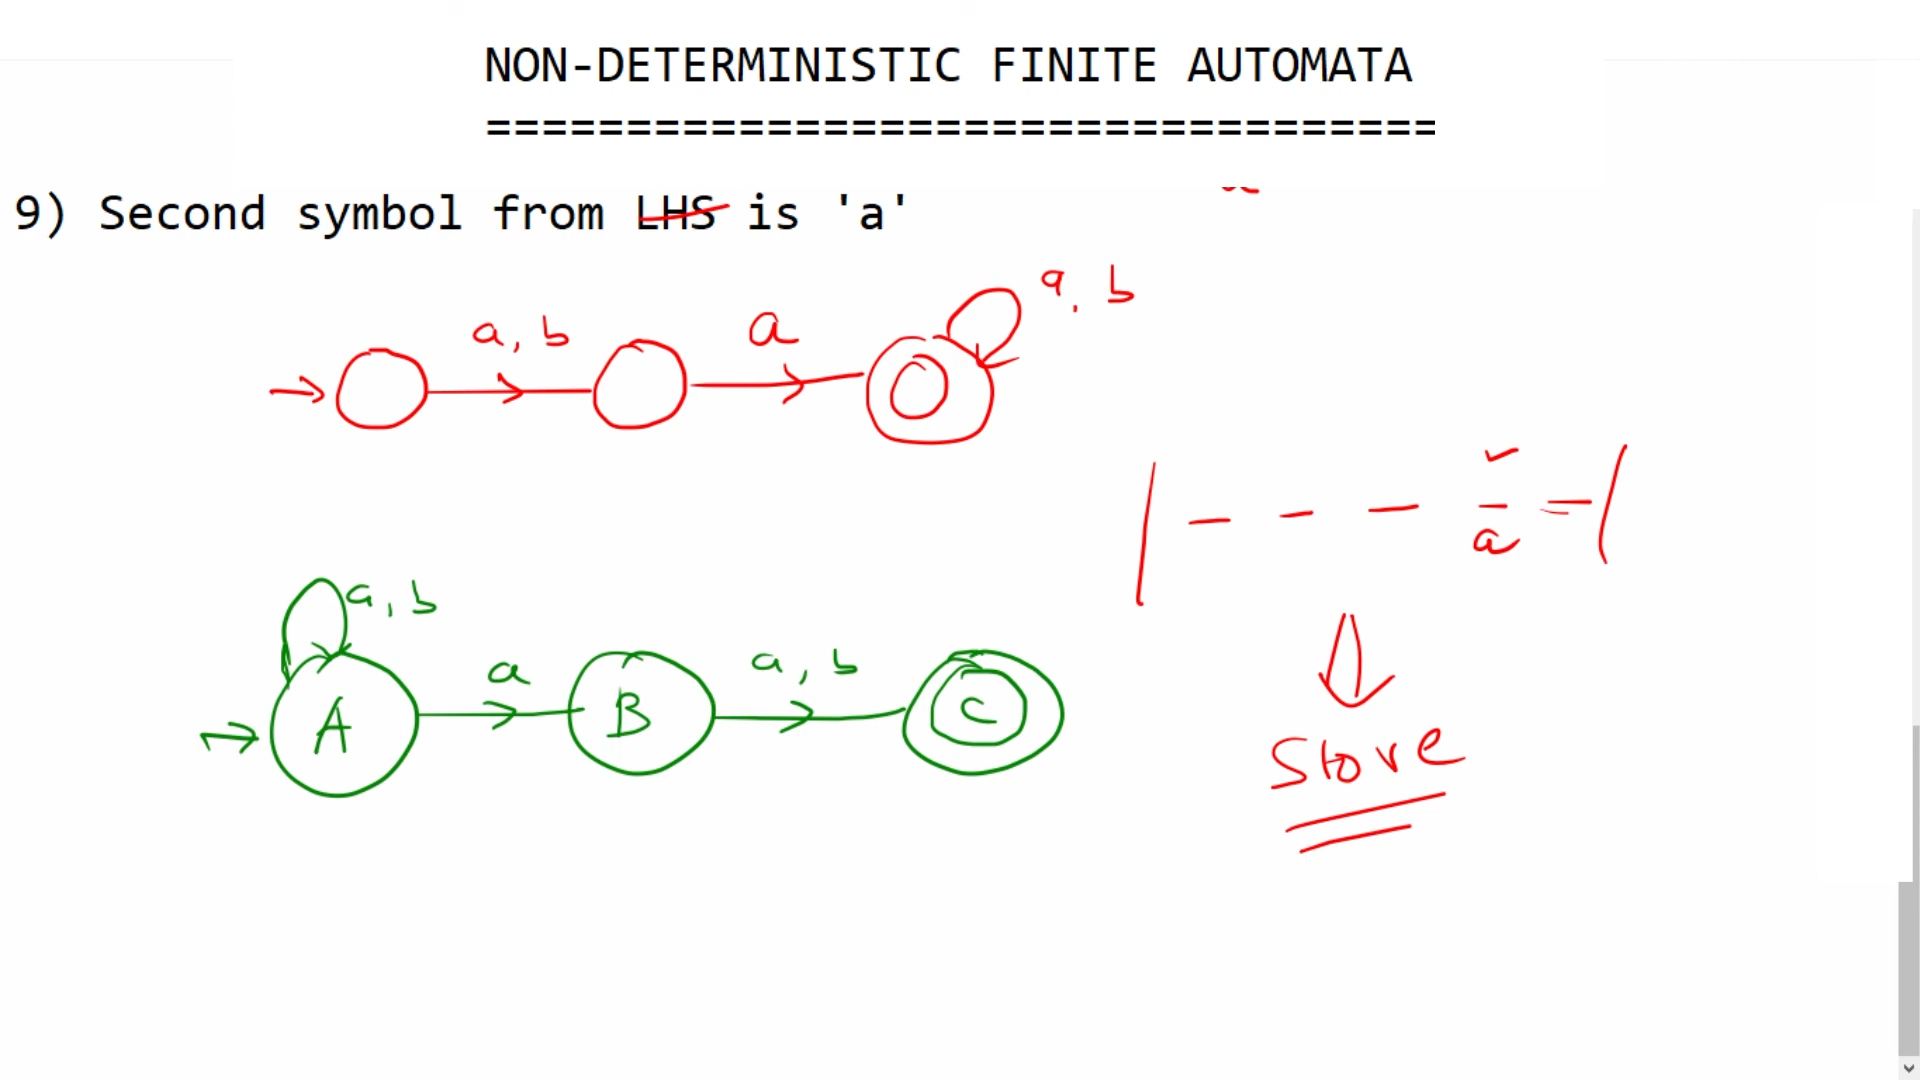 NON-DETERMINISTIC FINITE AUTOMATA
==================================
9) Second symbol from LHS is 'a'
a, b
a, b a
a
a, b
a a, b
A B C
Store